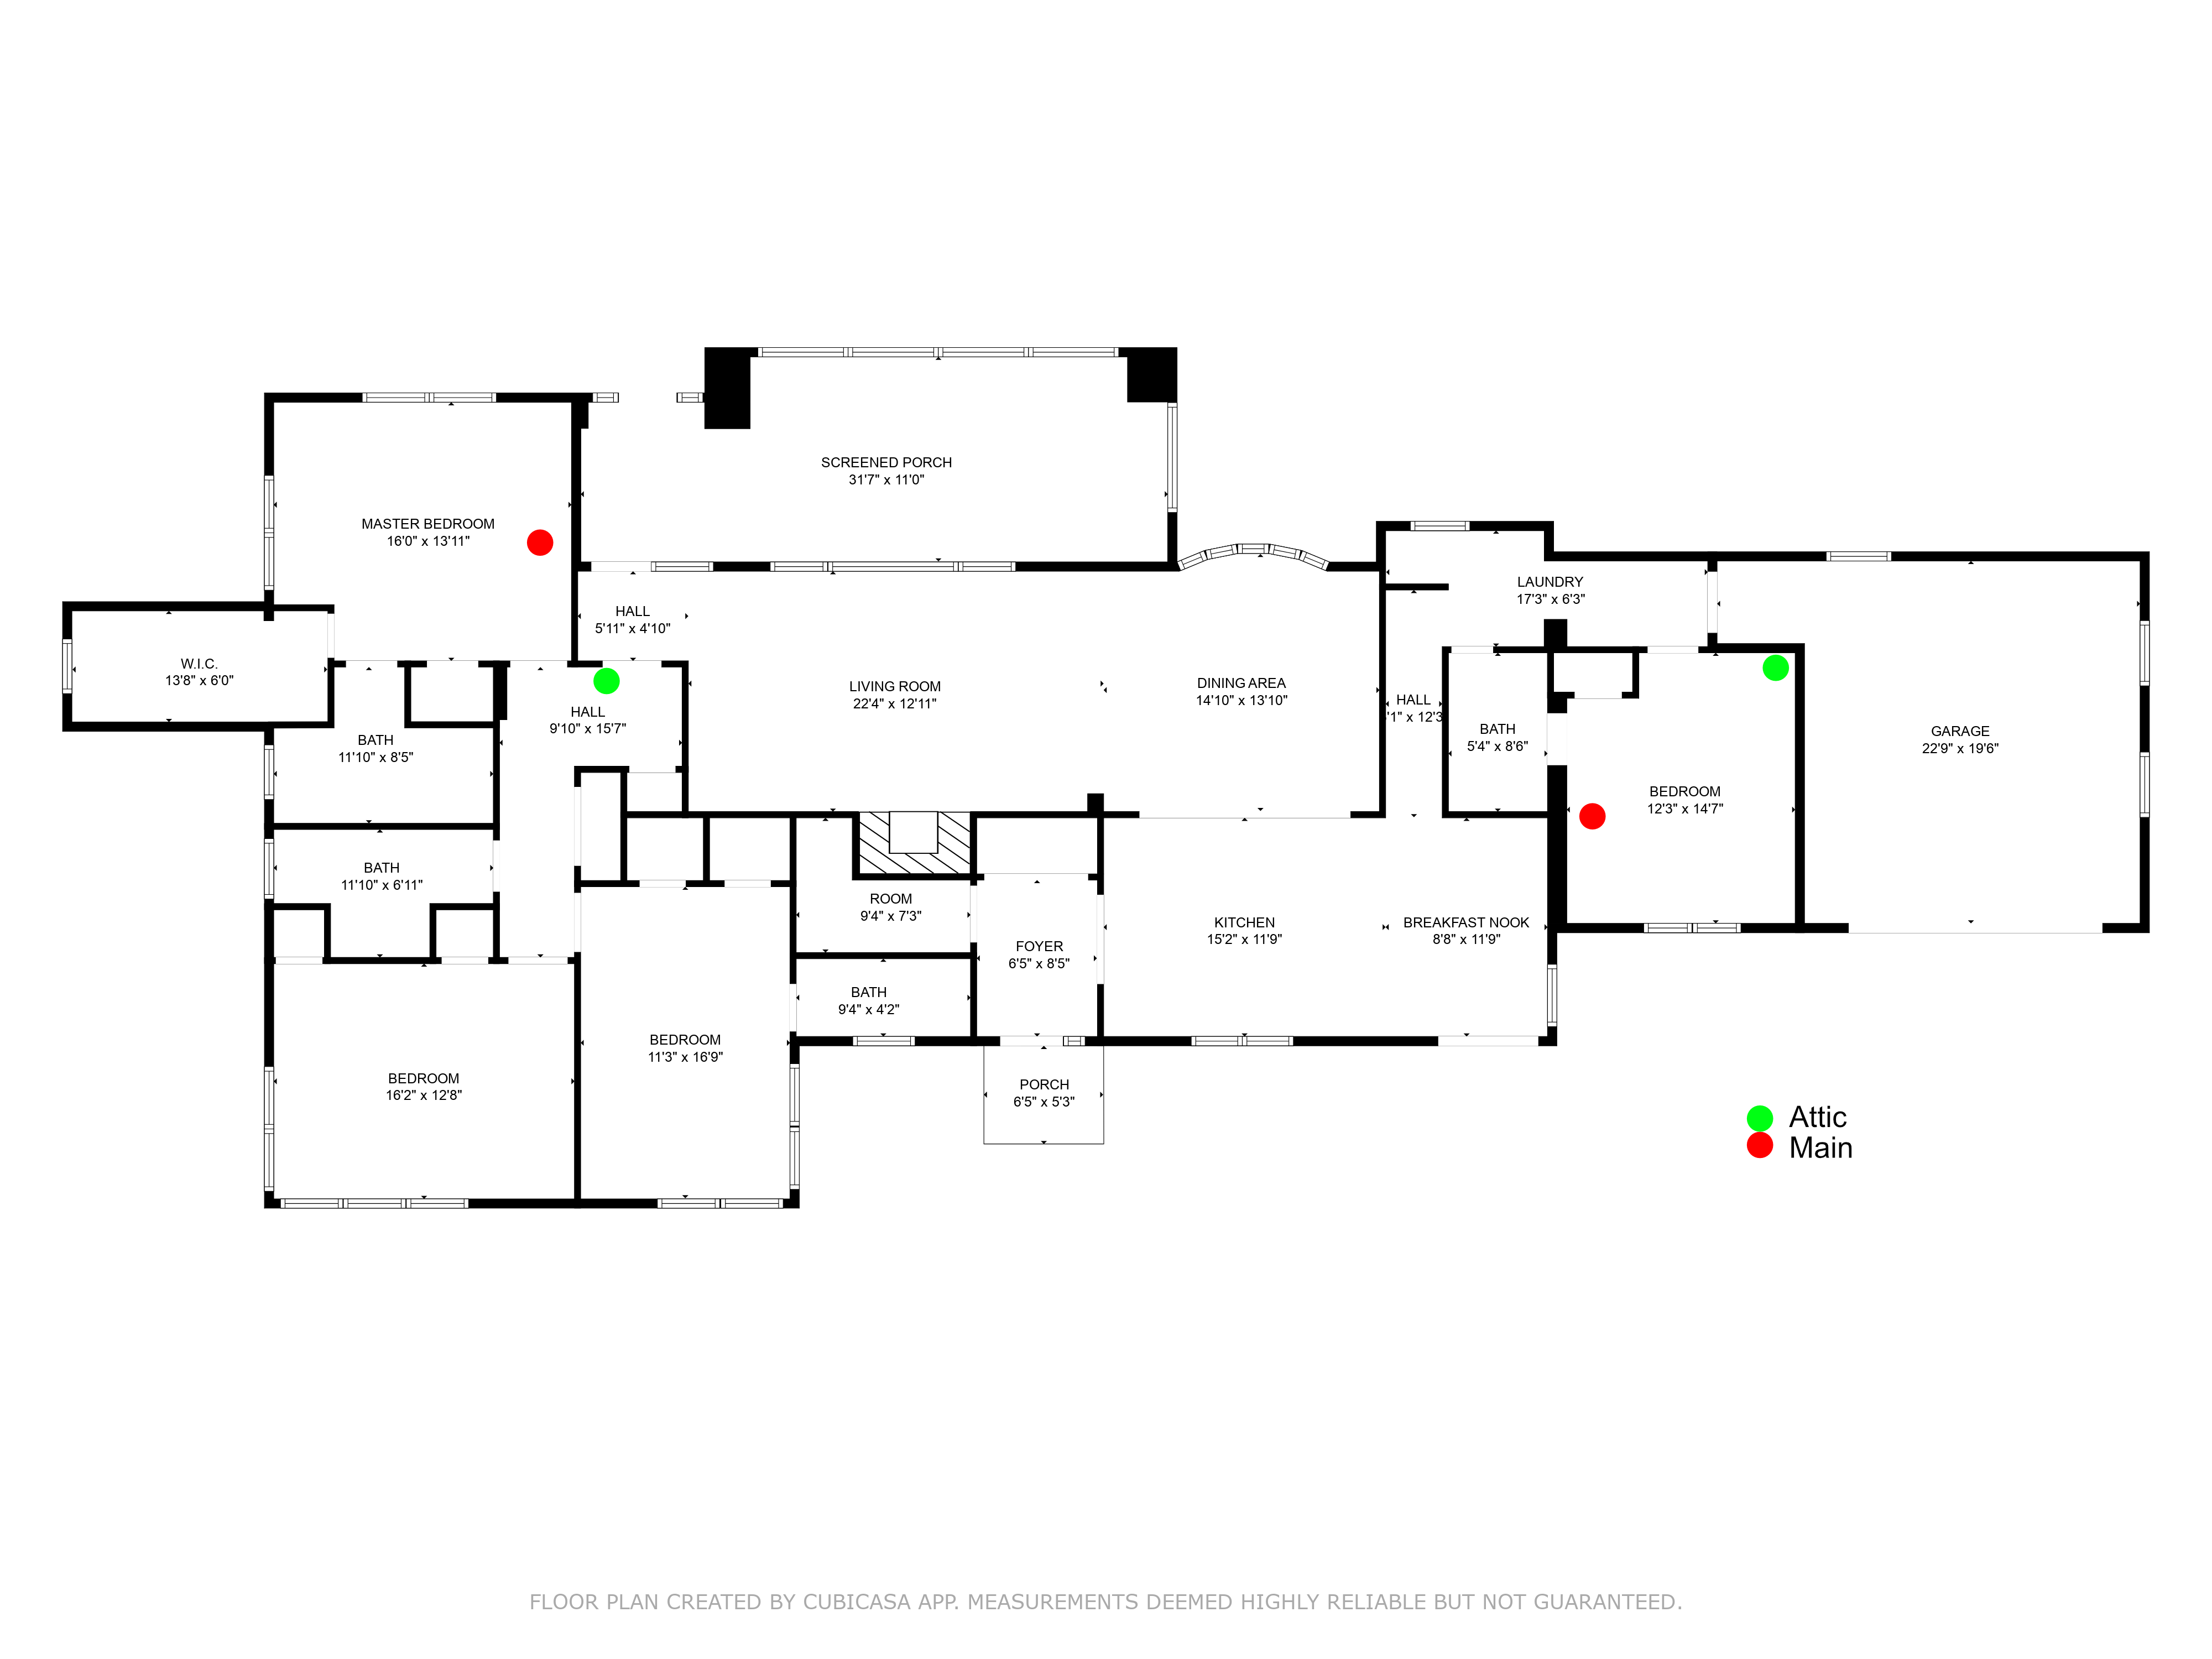 SCREENED PORCH
31'7" x 11'0"
MASTER BEDROOM
16'0" x 13'11"
LAUNDRY
17'3" x 6'3"
HALL
5'11" x 4'10"
W.I.C.
13'8" x 6'0"
LIVING ROOM
22'4" x 12'11"
DINING AREA
14'10" x 13'10"
HALL
'1" x 12'3
HALL
9'10" x 15'7"
BATH
5'4" x 8'6"
GARAGE
22'9" x 19'6"
BATH
11'10" x 8'5"
BEDROOM
12'3" x 14'7"
BATH
11'10" x 6'11"
ROOM
9'4" x 7'3"
KITCHEN
15'2" x 11'9"
BREAKFAST NOOK
8'8" x 11'9"
FOYER
6'5" x 8'5"
BATH
9'4" x 4'2"
BEDROOM
11'3" x 16'9"
BEDROOM
16'2" x 12'8"
PORCH
6'5" x 5'3"
Attic
Main
FLOOR PLAN CREATED BY CUBICASA APP. MEASUREMENTS DEEMED HIGHLY RELIABLE BUT NOT GUARANTEED.